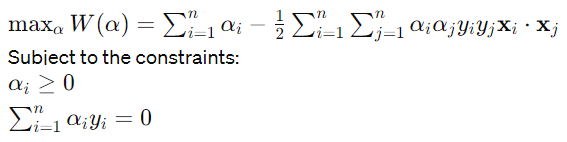 max_α W(α) = ∑_{i=1}^{n} α_i − \frac{1}{2} ∑_{i=1}^{n} ∑_{j=1}^{n} α_i α_j y_i y_j **x**_i · **x**_j
Subject to the constraints:
α_i ≥ 0
∑_{i=1}^{n} α_i y_i = 0